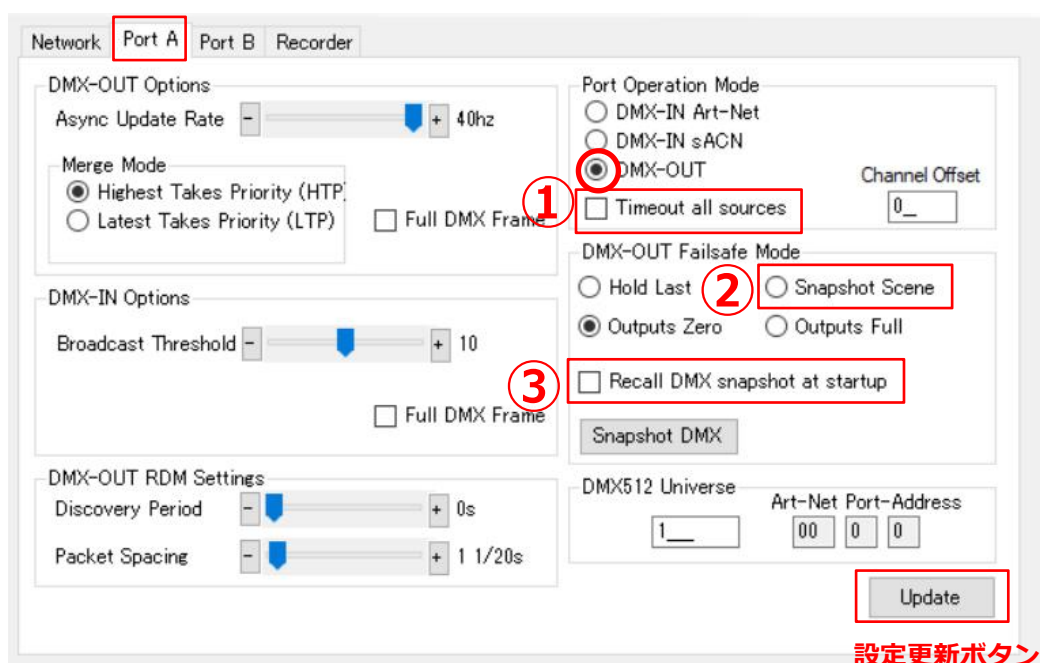 Network Port A Port B Recorder
DMX-OUT Options
Async Update Rate - + 40hz
Merge Mode
Highest Takes Priority (HTP)
Latest Takes Priority (LTP)
Full DMX Frame
DMX-IN Options
Broadcast Threshold - + 10
Full DMX Frame
DMX-OUT RDM Settings
Discovery Period - + 0s
Packet Spacing - + 1 1/20s
Port Operation Mode
DMX-IN Art-Net
DMX-IN sACN
DMX-OUT
Channel Offset
① Timeout all sources
0_
DMX-OUT Failsafe Mode
Hold Last ② Snapshot Scene
Outputs Zero Outputs Full
③ Recall DMX snapshot at startup
Snapshot DMX
DMX512 Universe
Art-Net Port-Address
1__ 00 0 0
Update
設定更新ボタン